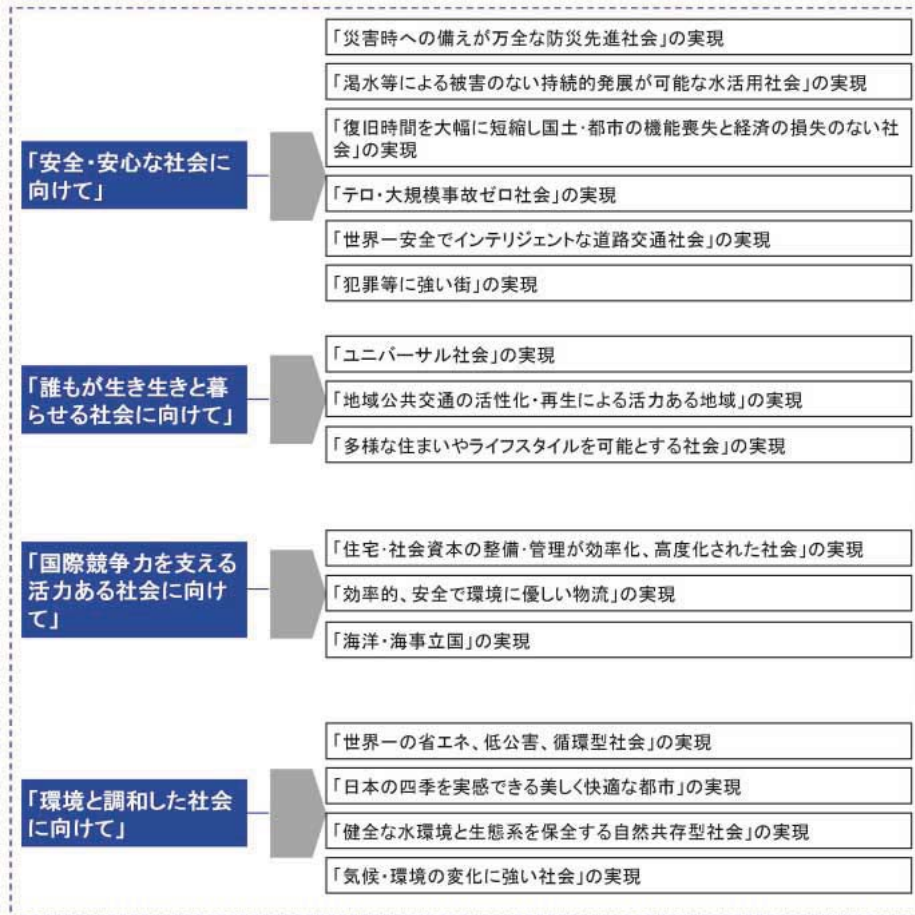 「安全・安心な社会に
向けて」
「災害時への備えが万全な防災先進社会」の実現
「渇水等による被害のない持続的発展が可能な水活用社会」の実現
「復旧時間を大幅に短縮し国土・都市の機能喪失と経済の損失のない社
会」の実現
「テロ・大規模事故ゼロ社会」の実現
「世界一安全でインテリジェントな道路交通社会」の実現
「犯罪等に強い街」の実現
「誰もが生き生きと暮
らせる社会に向けて」
「ユニバーサル社会」の実現
「地域公共交通の活性化・再生による活力ある地域」の実現
「多様な住まいやライフスタイルを可能とする社会」の実現
「国際競争力を支える
活力ある社会に向け
て」
「住宅・社会資本の整備・管理が効率化、高度化された社会」の実現
「効率的、安全で環境に優しい物流」の実現
「海洋・海事立国」の実現
「環境と調和した社会
に向けて」
「世界一の省エネ、低公害、循環型社会」の実現
「日本の四季を実感できる美しく快適な都市」の実現
「健全な水環境と生態系を保全する自然共存型社会」の実現
「気候・環境の変化に強い社会」の実現